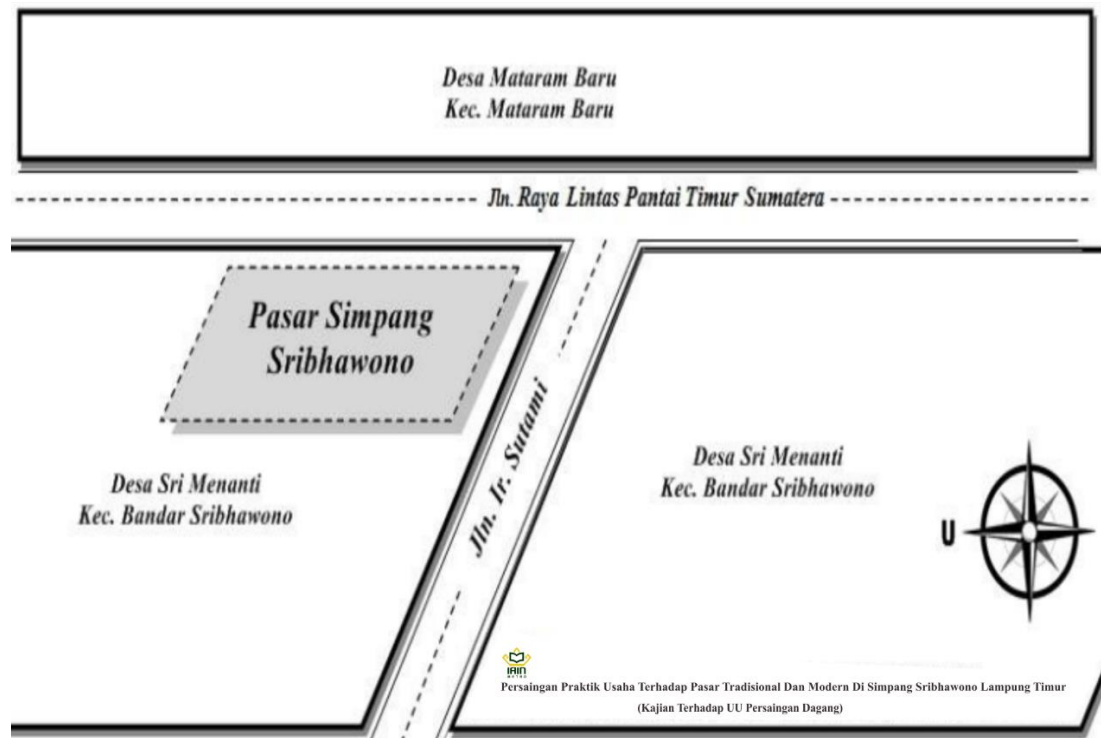 Desa Mataram Baru
Kec. Mataram Baru
Jln. Raya Lintas Pantai Timur Sumatera
Pasar Simpang
Sribhawono
Jln. Ir. Sutami
Desa Sri Menanti
Kec. Bandar Sribhawono
Desa Sri Menanti
Kec. Bandar Sribhawono
U
IAIN
METRO
Persaingan Praktik Usaha Terhadap Pasar Tradisional Dan Modern Di Simpang Sribhawono Lampung Timur
(Kajian Terhadap UU Persaingan Dagang)